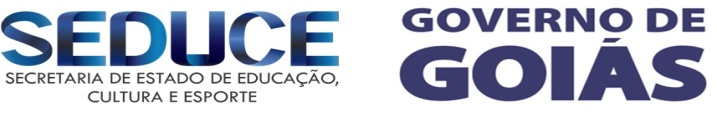 SEDUCE
SECRETARIA DE ESTADO DE EDUCAÇÃO,
CULTURA E ESPORTE
GOVERNO DE
GOIÁS